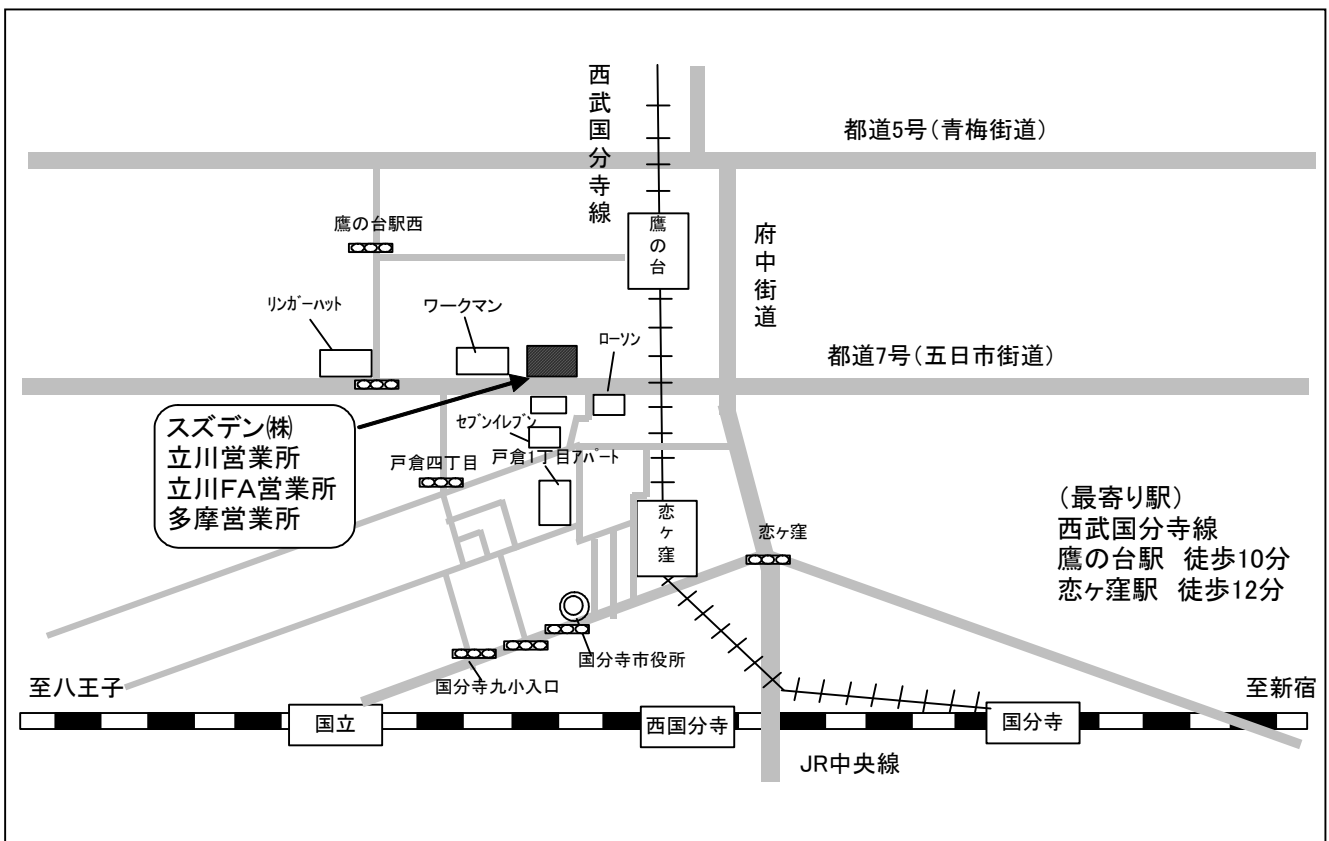 西武国分寺線
都道5号(青梅街道)
鷹の台駅西
鷹の台
府中街道
リンガーハット
ワークマン
ローソン
都道7号(五日市街道)
スズデン㈱
立川営業所
立川FA営業所
多摩営業所
セブンイレブン
戸倉四丁目
戸倉1丁目アパート
恋ヶ窪
恋ヶ窪
(最寄り駅)
西武国分寺線
鷹の台駅 徒歩10分
恋ヶ窪駅 徒歩12分
国分寺市役所
国分寺九小入口
至八王子
至新宿
国立
西国分寺
国分寺
JR中央線